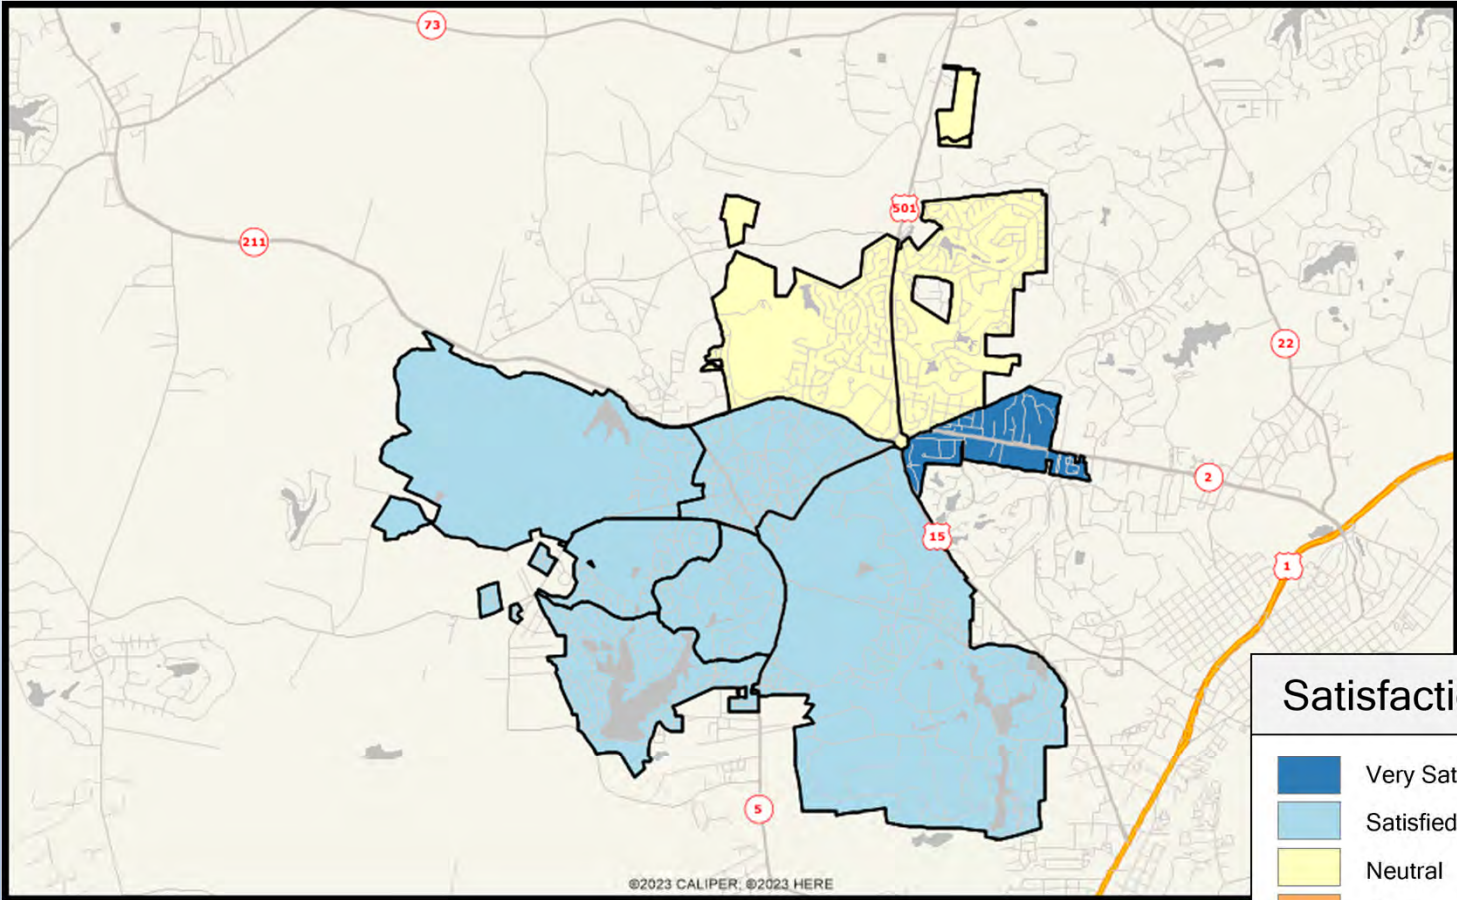 73
501
211
22
2
15
1
Satisfacti
Very Sat
Satisfied
5
Neutral
©2023 CALIPER; ©2023 HERE